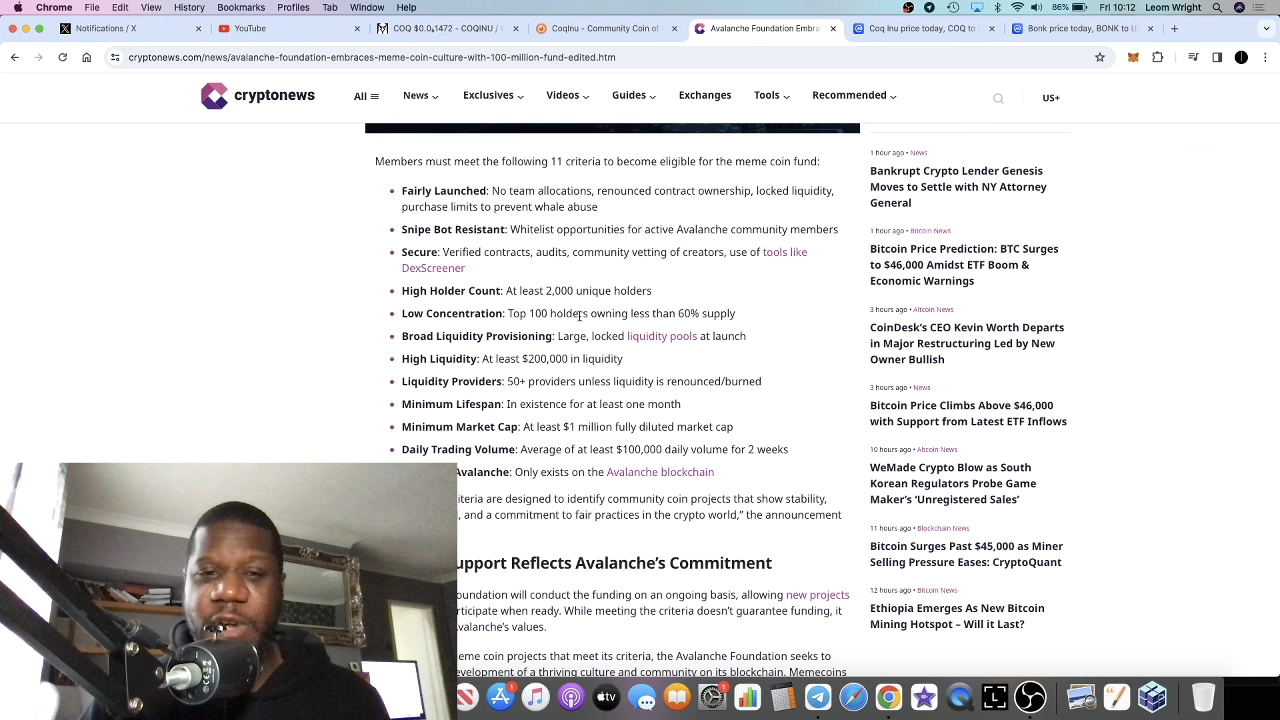 Chrome File Edit View History Bookmarks Profiles Tab Window Help
86% Fri 10:12 Leom Wright
Notifications / X
YouTube
COQ $0.0₅1472 - COQINU / W
CoqInu - Community Coin of
Avalanche Foundation Embra
Coq Inu price today, COQ to
Bonk price today, BONK to U
cryptonews.com/news/avalanche-foundation-embraces-meme-coin-culture-with-100-million-fund-edited.htm
cryptonews
All
News
Exclusives
Videos
Guides
Exchanges
Tools
Recommended
US+
Members must meet the following 11 criteria to become eligible for the meme coin fund:
Fairly Launched: No team allocations, renounced contract ownership, locked liquidity,
purchase limits to prevent whale abuse
Snipe Bot Resistant: Whitelist opportunities for active Avalanche community members
Secure: Verified contracts, audits, community vetting of creators, use of tools like
DexScreener
High Holder Count: At least 2,000 unique holders
Low Concentration: Top 100 holders owning less than 60% supply
Broad Liquidity Provisioning: Large, locked liquidity pools at launch
High Liquidity: At least $200,000 in liquidity
Liquidity Providers: 50+ providers unless liquidity is renounced/burned
Minimum Lifespan: In existence for at least one month
Minimum Market Cap: At least $1 million fully diluted market cap
Daily Trading Volume: Average of at least $100,000 daily volume for 2 weeks
Avalanche: Only exists on the Avalanche blockchain
criteria are designed to identify community coin projects that show stability,
, and a commitment to fair practices in the crypto world,” the announcement
upport Reflects Avalanche’s Commitment
oundation will conduct the funding on an ongoing basis, allowing new projects
rticipate when ready. While meeting the criteria doesn’t guarantee funding, it
valanche’s values.
eme coin projects that meet its criteria, the Avalanche Foundation seeks to
evelopment of a thriving culture and community on its blockchain. Memecoins
1 hour ago • News
Bankrupt Crypto Lender Genesis
Moves to Settle with NY Attorney
General
1 hour ago • Bitcoin News
Bitcoin Price Prediction: BTC Surges
to $46,000 Amidst ETF Boom &
Economic Warnings
3 hours ago • Altcoin News
CoinDesk’s CEO Kevin Worth Departs
in Major Restructuring Led by New
Owner Bullish
3 hours ago • News
Bitcoin Price Climbs Above $46,000
with Support from Latest ETF Inflows
10 hours ago • Altcoin News
WeMade Crypto Blow as South
Korean Regulators Probe Game
Maker’s ‘Unregistered Sales’
11 hours ago • Blockchain News
Bitcoin Surges Past $45,000 as Miner
Selling Pressure Eases: CryptoQuant
12 hours ago • Bitcoin News
Ethiopia Emerges As New Bitcoin
Mining Hotspot – Will it Last?
tv